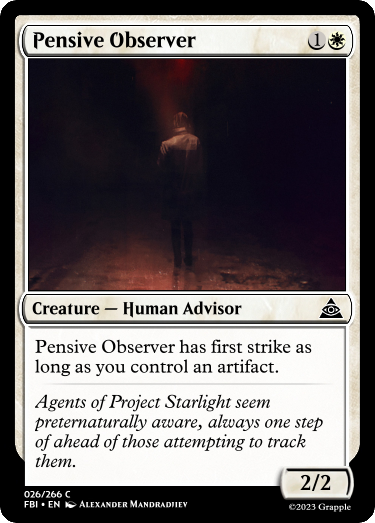 Pensive Observer 1
Creature — Human Advisor
Pensive Observer has first strike as
long as you control an artifact.
Agents of Project Starlight seem
preternaturally aware, always one step
of ahead of those attempting to track
them.
2/2
026/266 C
FBI • EN Alexander Mandradjiev
©2023 Grapple